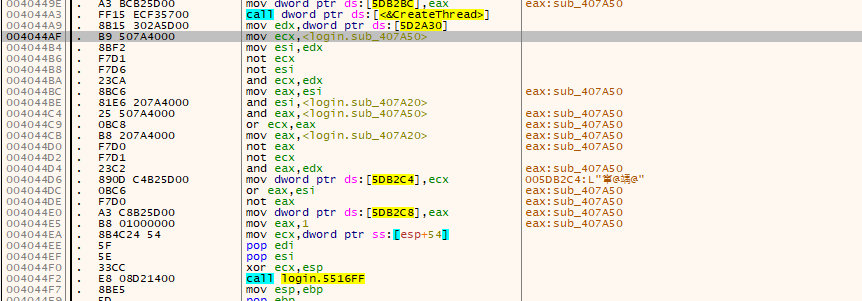 0040449E . A3 BCB25D00 mov dword ptr ds:[5DB2BC],eax eax:sub_407A50
004044A3 . FF15 ECF35700 call dword ptr ds:[<&CreateThread>]
004044A9 . 8B15 302A5D00 mov edx,dword ptr ds:[5D2A30]
004044AF . B9 507A4000 mov ecx,<login.sub_407A50>
004044B4 . 8BF2 mov esi,edx
004044B6 . F7D1 not ecx
004044B8 . F7D6 not esi
004044BA . 23CA and ecx,edx
004044BC . 8BC6 mov eax,esi eax:sub_407A50
004044BE . 81E6 207A4000 and esi,<login.sub_407A20>
004044C4 . 25 507A4000 and eax,<login.sub_407A50> eax:sub_407A50
004044C9 . 0BC8 or ecx,eax eax:sub_407A50
004044CB . B8 207A4000 mov eax,<login.sub_407A20> eax:sub_407A50
004044D0 . F7D0 not eax eax:sub_407A50
004044D2 . F7D1 not ecx
004044D4 . 23C2 and eax,edx eax:sub_407A50
004044D6 . 890D C4B25D00 mov dword ptr ds:[5DB2C4],ecx 005DB2C4:L"
004044DC . 0BC6 or eax,esi eax:sub_407A50
004044DE . F7D0 not eax eax:sub_407A50
004044E0 . A3 C8B25D00 mov dword ptr ds:[5DB2C8],eax eax:sub_407A50
004044E5 . B8 01000000 mov eax,1 eax:sub_407A50
004044EA . 8B4C24 54 mov ecx,dword ptr ss:[esp+54]
004044EE . 5F pop edi
004044EF . 5E pop esi
004044F0 . 33CC xor ecx,esp
004044F2 . E8 08D21400 call login.5516FF
004044F7 . 8BE5 mov esp,ebp